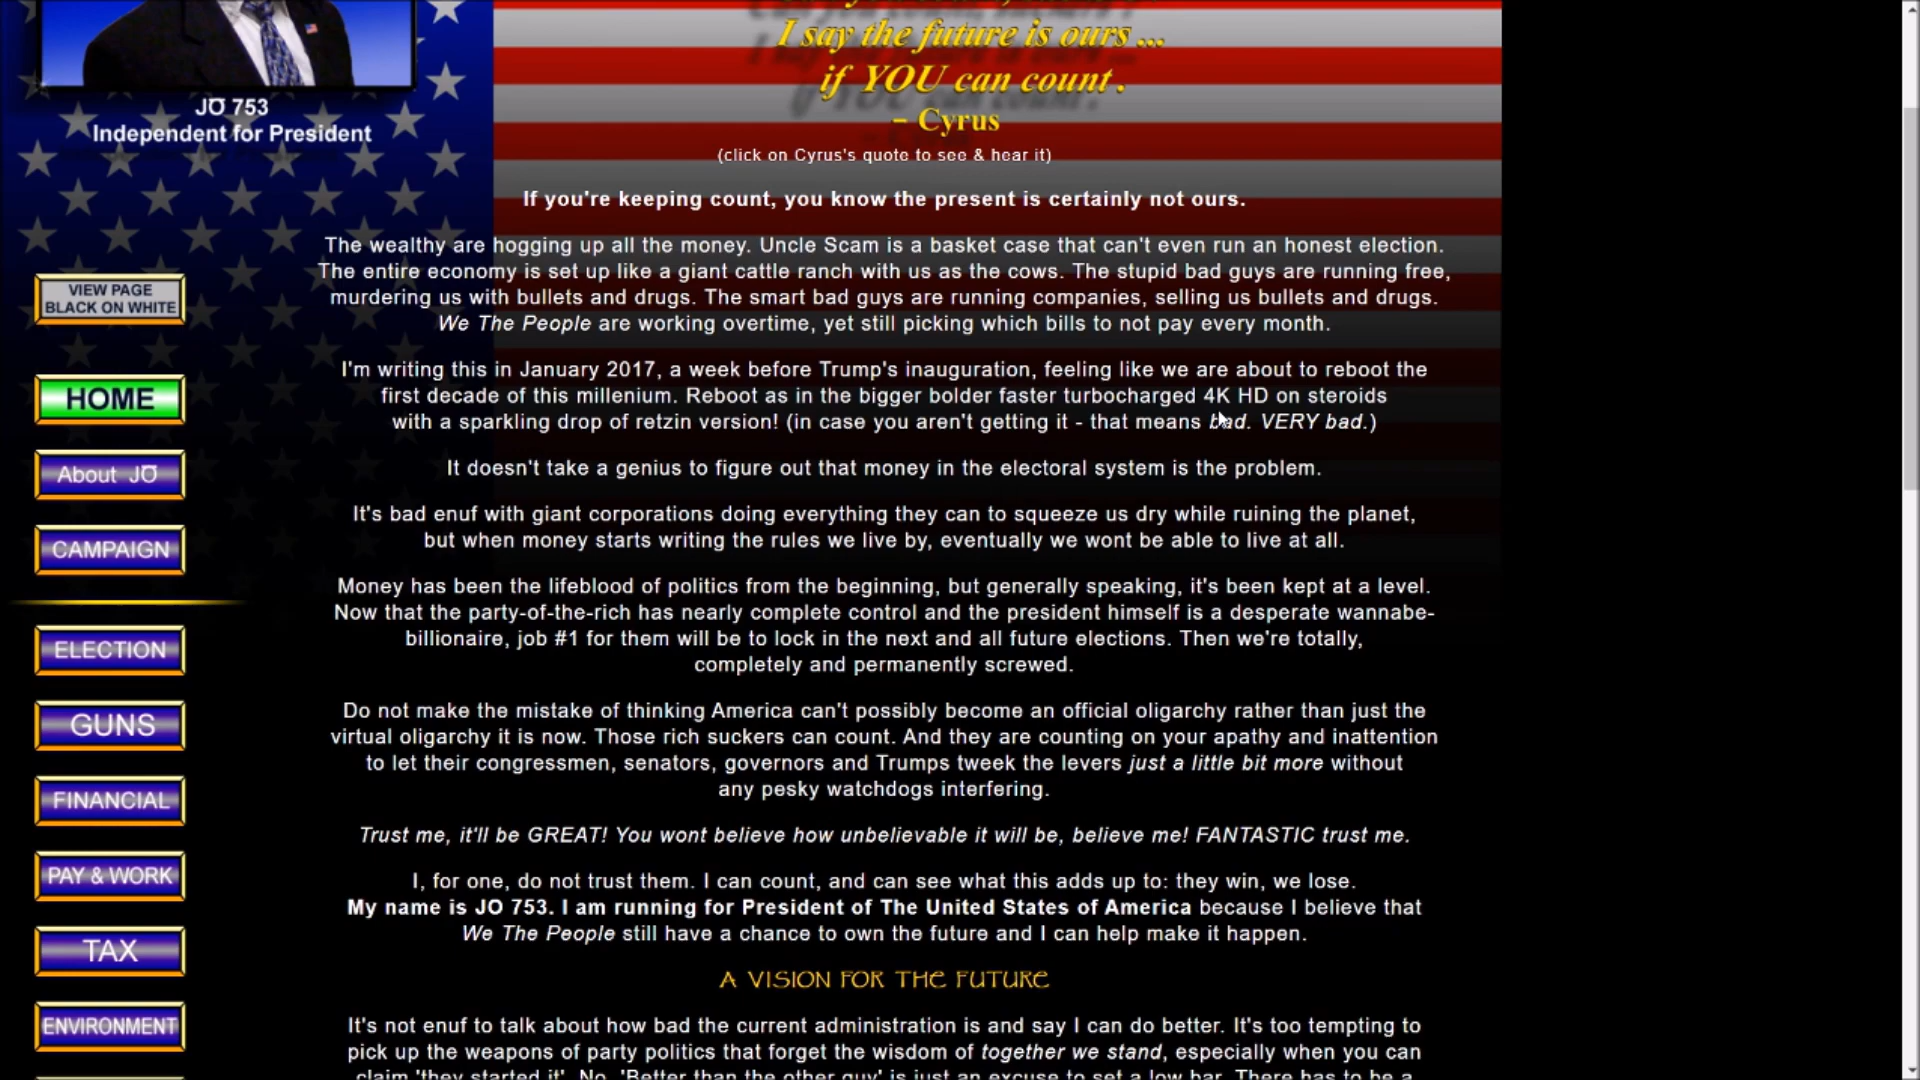 I say the future is ours ...
if YOU can count .
~ Cyrus
(click on Cyrus's quote to see & hear it)
JO 753
Independent for President
If you're keeping count, you know the present is certainly not ours.
The wealthy are hogging up all the money. Uncle Scam is a basket case that can't even run an honest election.
The entire economy is set up like a giant cattle ranch with us as the cows. The stupid bad guys are running free,
murdering us with bullets and drugs. The smart bad guys are running companies, selling us bullets and drugs.
We The People are working overtime, yet still picking which bills to not pay every month.
I'm writing this in January 2017, a week before Trump's inauguration, feeling like we are about to reboot the
first decade of this millenium. Reboot as in the bigger bolder faster turbocharged 4K HD on steroids
with a sparkling drop of retzin version! (in case you aren't getting it - that means bad. VERY bad.)
It doesn't take a genius to figure out that money in the electoral system is the problem.
It's bad enuf with giant corporations doing everything they can to squeeze us dry while ruining the planet,
but when money starts writing the rules we live by, eventually we wont be able to live at all.
Money has been the lifeblood of politics from the beginning, but generally speaking, it's been kept at a level.
Now that the party-of-the-rich has nearly complete control and the president himself is a desperate wannabe-
billionaire, job #1 for them will be to lock in the next and all future elections. Then we're totally,
completely and permanently screwed.
Do not make the mistake of thinking America can't possibly become an official oligarchy rather than just the
virtual oligarchy it is now. Those rich suckers can count. And they are counting on your apathy and inattention
to let their congressmen, senators, governors and Trumps tweek the levers just a little bit more without
any pesky watchdogs interfering.
Trust me, it'll be GREAT! You wont believe how unbelievable it will be, believe me! FANTASTIC trust me.
I, for one, do not trust them. I can count, and can see what this adds up to: they win, we lose.
My name is JO 753. I am running for President of The United States of America because I believe that
We The People still have a chance to own the future and I can help make it happen.
A VISION FOR THE FUTURE
It's not enuf to talk about how bad the current administration is and say I can do better. It's too tempting to
pick up the weapons of party politics that forget the wisdom of together we stand, especially when you can
claim 'they started it'. No. 'Better than the other guy' is just an excuse to set a low bar. There has to be a
VIEW PAGE
BLACK ON WHITE
HOME
About JO
CAMPAIGN
ELECTION
GUNS
FINANCIAL
PAY & WORK
TAX
ENVIRONMENT